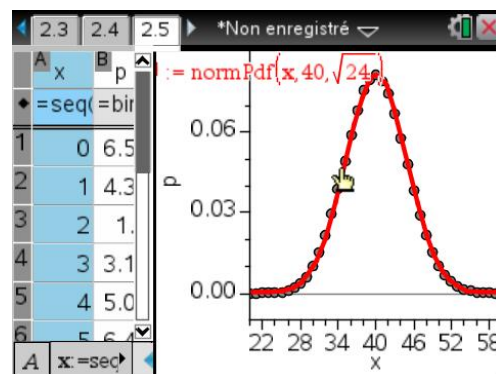 2.3 2.4 2.5 *Non enregistré
A x B p
=seq( =bin
1 0 6.5
2 1 4.3
3 2 1.
4 3 3.1
5 4 5.0
6 5 6.4
A x:=seq
:= normPdf(x,40,√24)
0.06
0.03
0.00
p
22 28 34 40 46 52 58
x